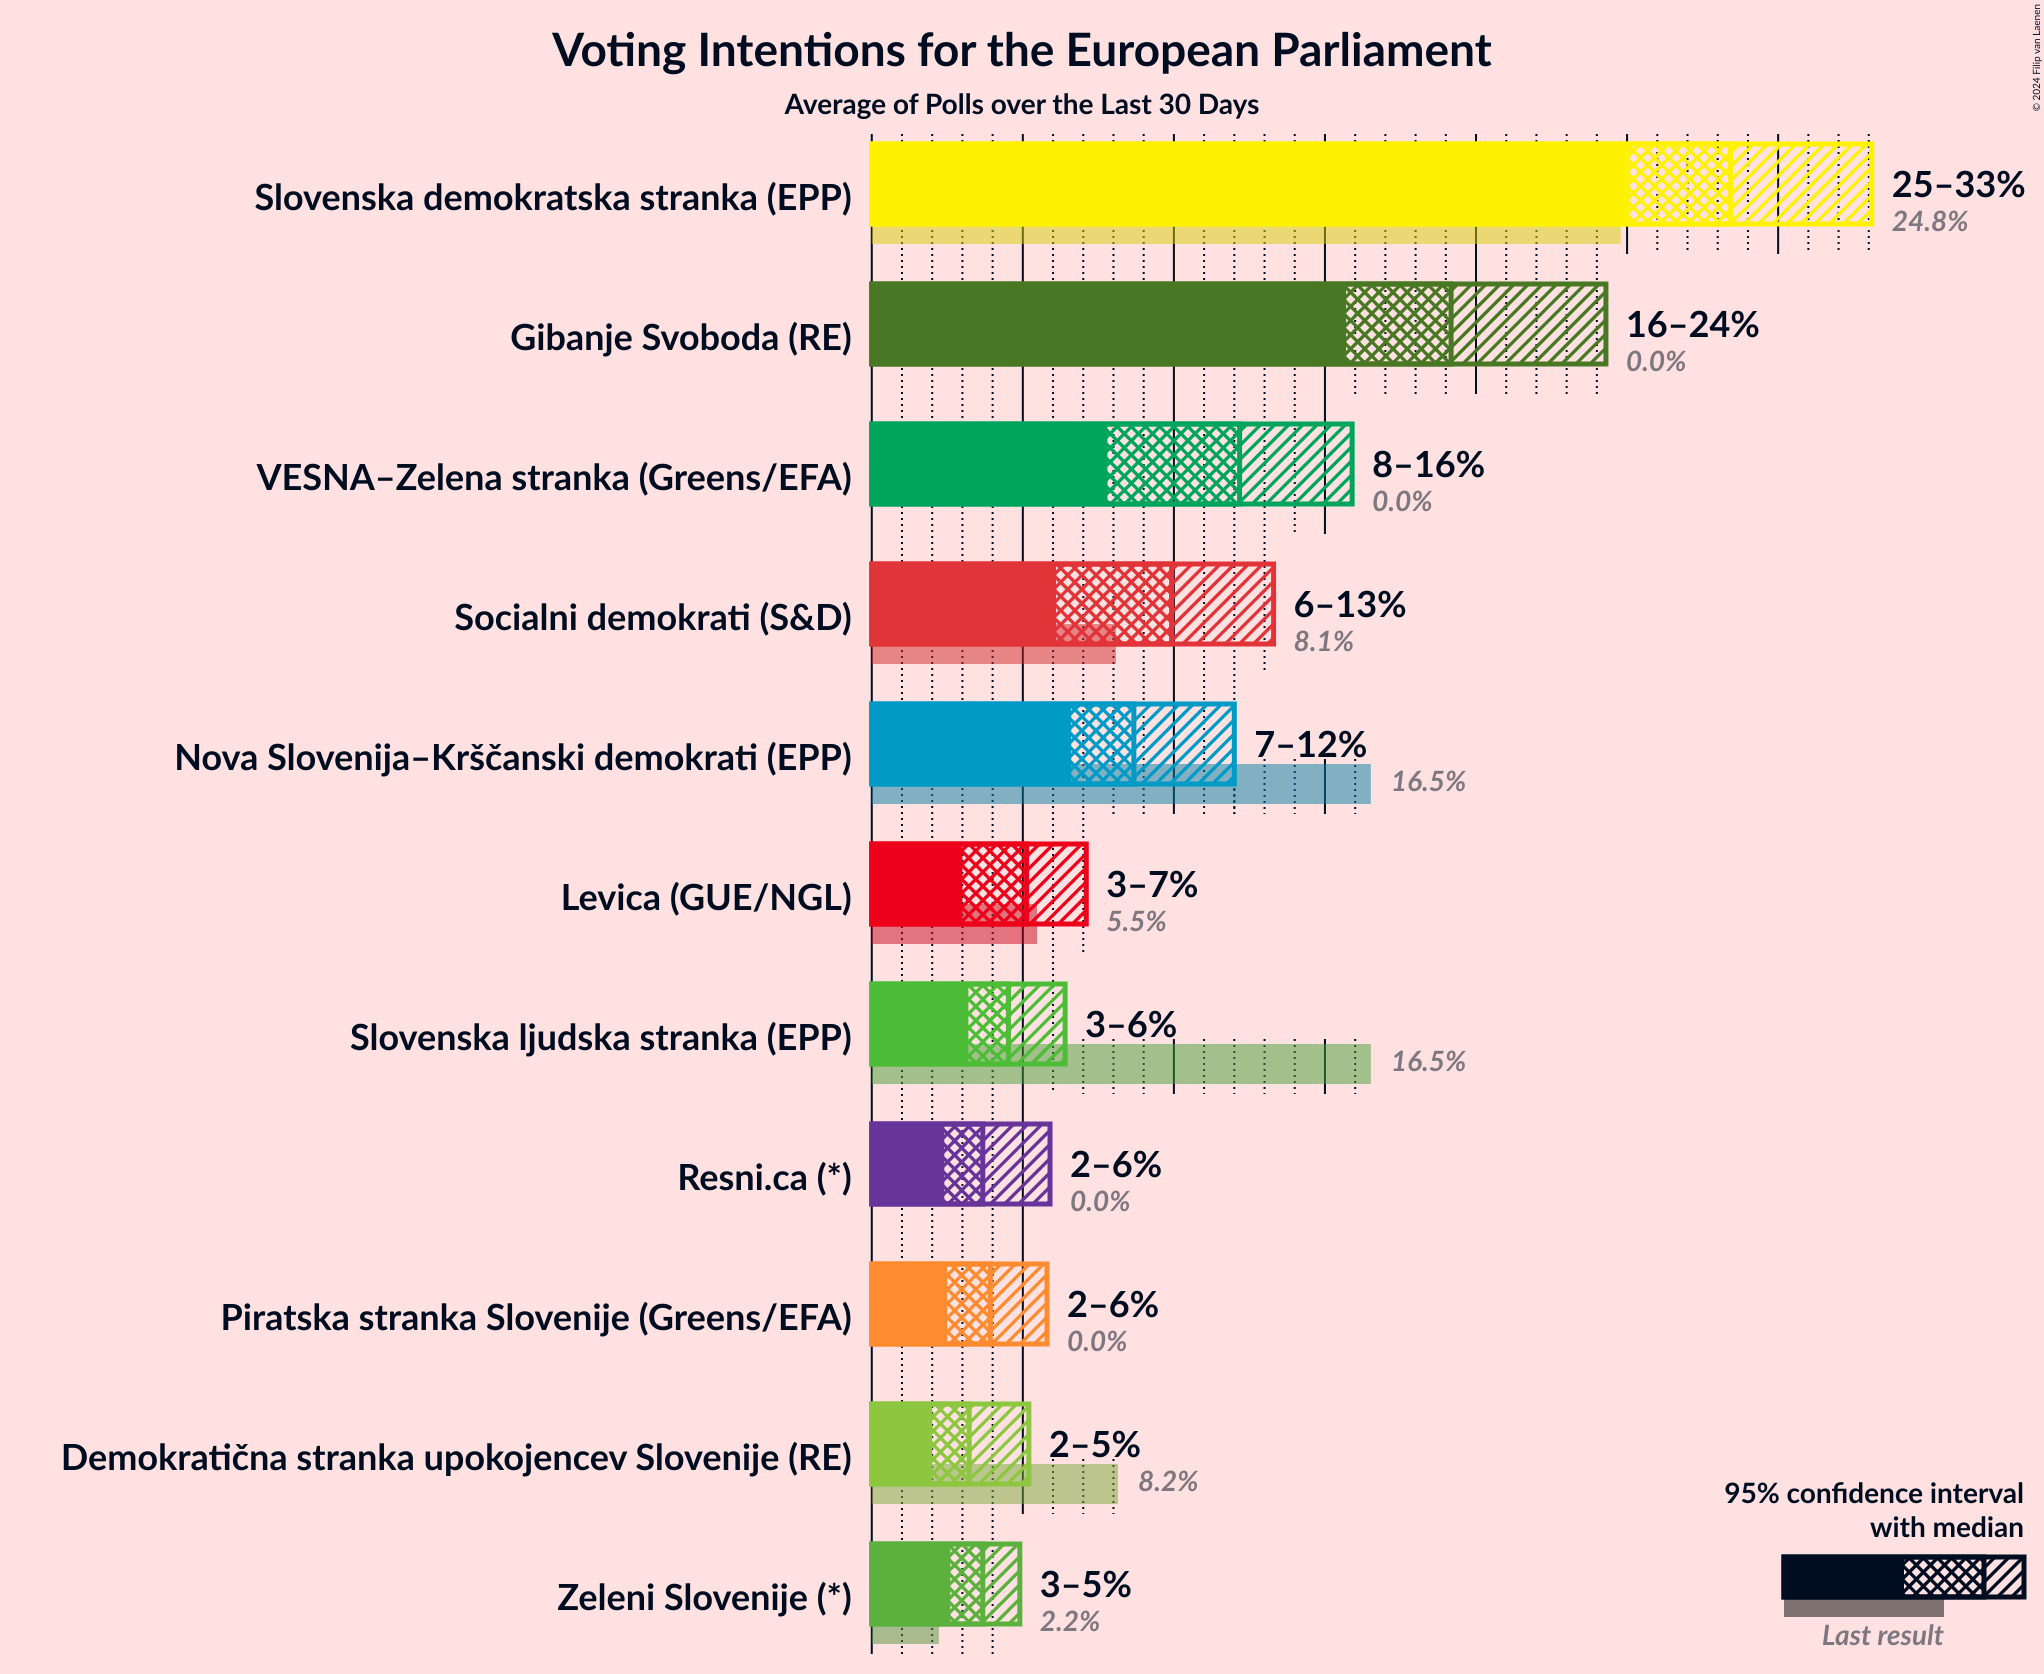 Voting Intentions for the European Parliament
Average of Polls over the Last 30 Days
© 2024 Filip van Laenen
Slovenska demokratska stranka (EPP)
25–33%
24.8%
Gibanje Svoboda (RE)
16–24%
0.0%
VESNA–Zelena stranka (Greens/EFA)
8–16%
0.0%
Socialni demokrati (S&D)
6–13%
8.1%
Nova Slovenija–Krščanski demokrati (EPP)
7–12%
16.5%
Levica (GUE/NGL)
3–7%
5.5%
Slovenska ljudska stranka (EPP)
3–6%
16.5%
Resni.ca (*)
2–6%
0.0%
Piratska stranka Slovenije (Greens/EFA)
2–6%
0.0%
Demokratična stranka upokojencev Slovenije (RE)
2–5%
8.2%
Zeleni Slovenije (*)
3–5%
2.2%
95% confidence interval
with median
Last result